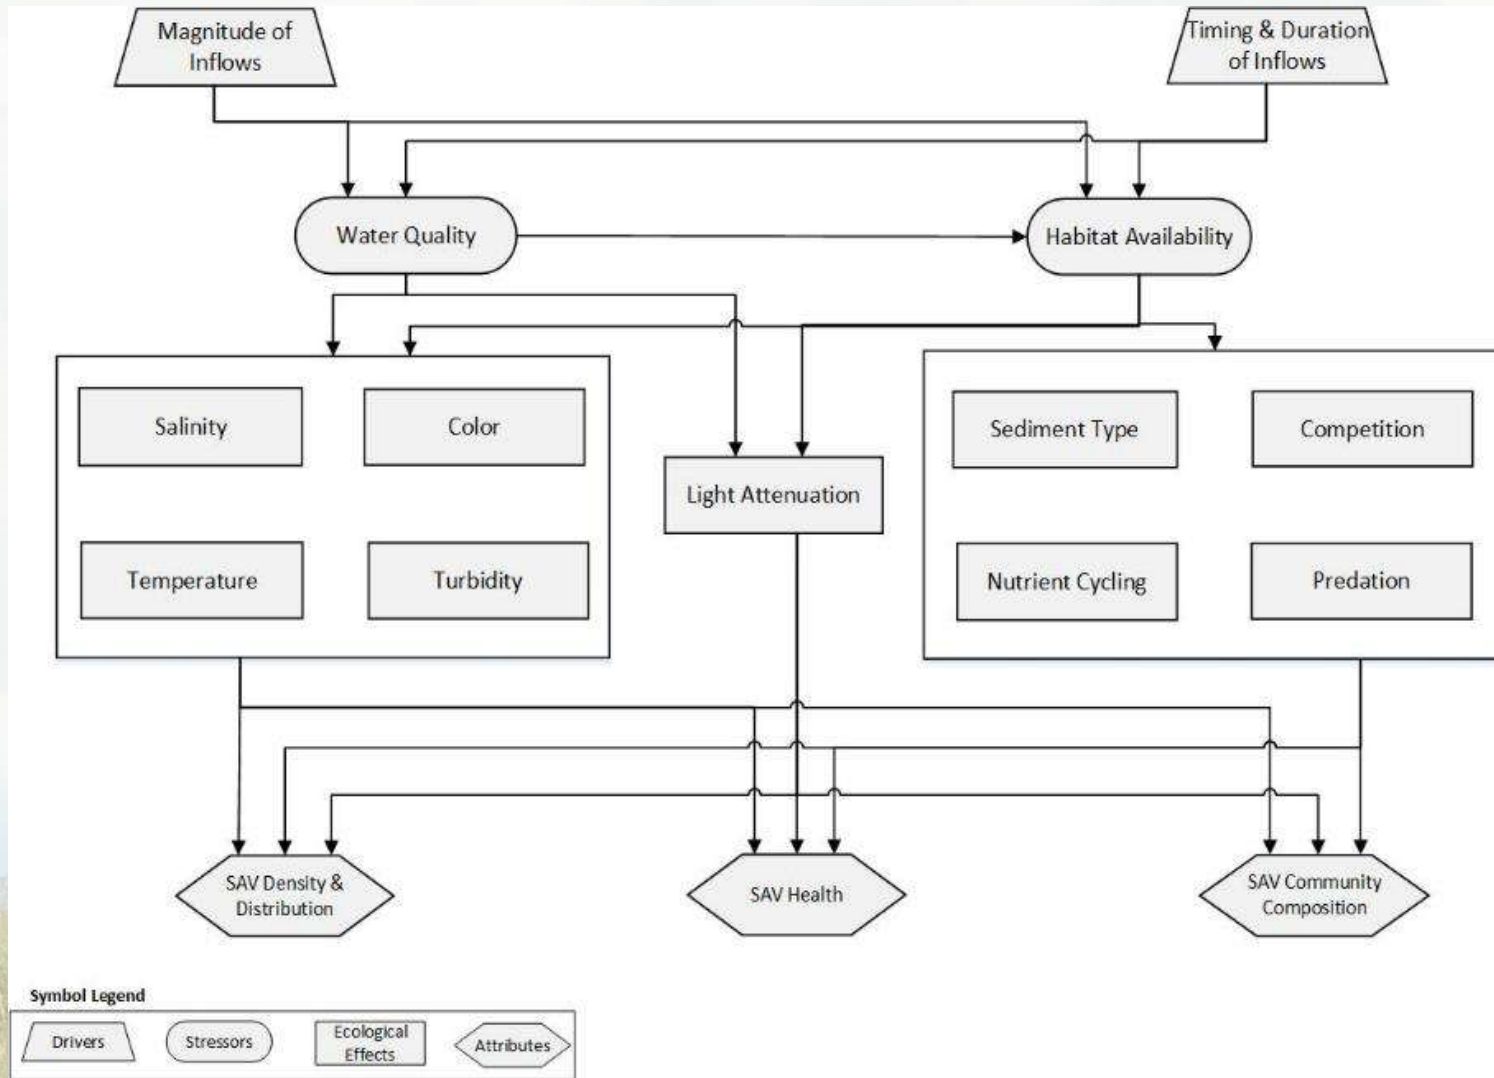 Magnitude of
Inflows
Timing & Duration
of Inflows
Water Quality
Habitat Availability
Salinity
Color
Temperature
Turbidity
Light Attenuation
Sediment Type
Competition
Nutrient Cycling
Predation
SAV Density &
Distribution
SAV Health
SAV Community
Composition
Symbol Legend
Drivers
Stressors
Ecological
Effects
Attributes